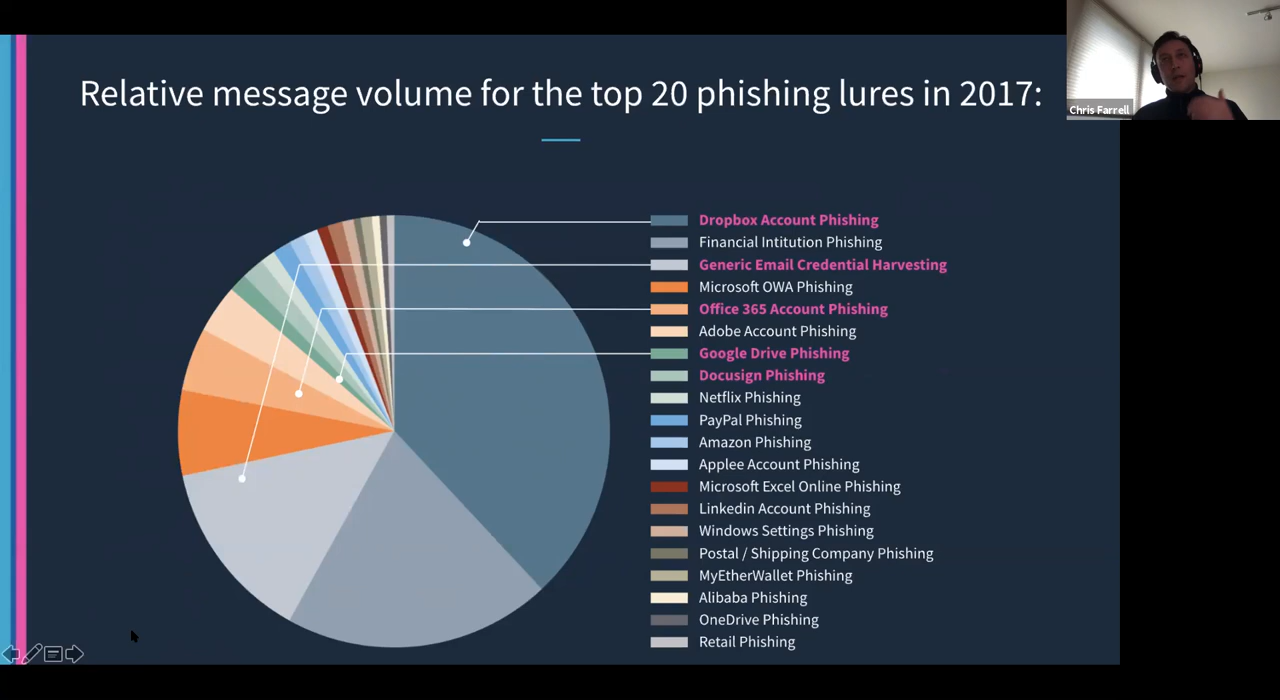 Relative message volume for the top 20 phishing lures in 2017:
Chris Farrell
Dropbox Account Phishing
Financial Intitution Phishing
Generic Email Credential Harvesting
Microsoft OWA Phishing
Office 365 Account Phishing
Adobe Account Phishing
Google Drive Phishing
Docusign Phishing
Netflix Phishing
PayPal Phishing
Amazon Phishing
Applee Account Phishing
Microsoft Excel Online Phishing
Linkedin Account Phishing
Windows Settings Phishing
Postal / Shipping Company Phishing
MyEtherWallet Phishing
Alibaba Phishing
OneDrive Phishing
Retail Phishing